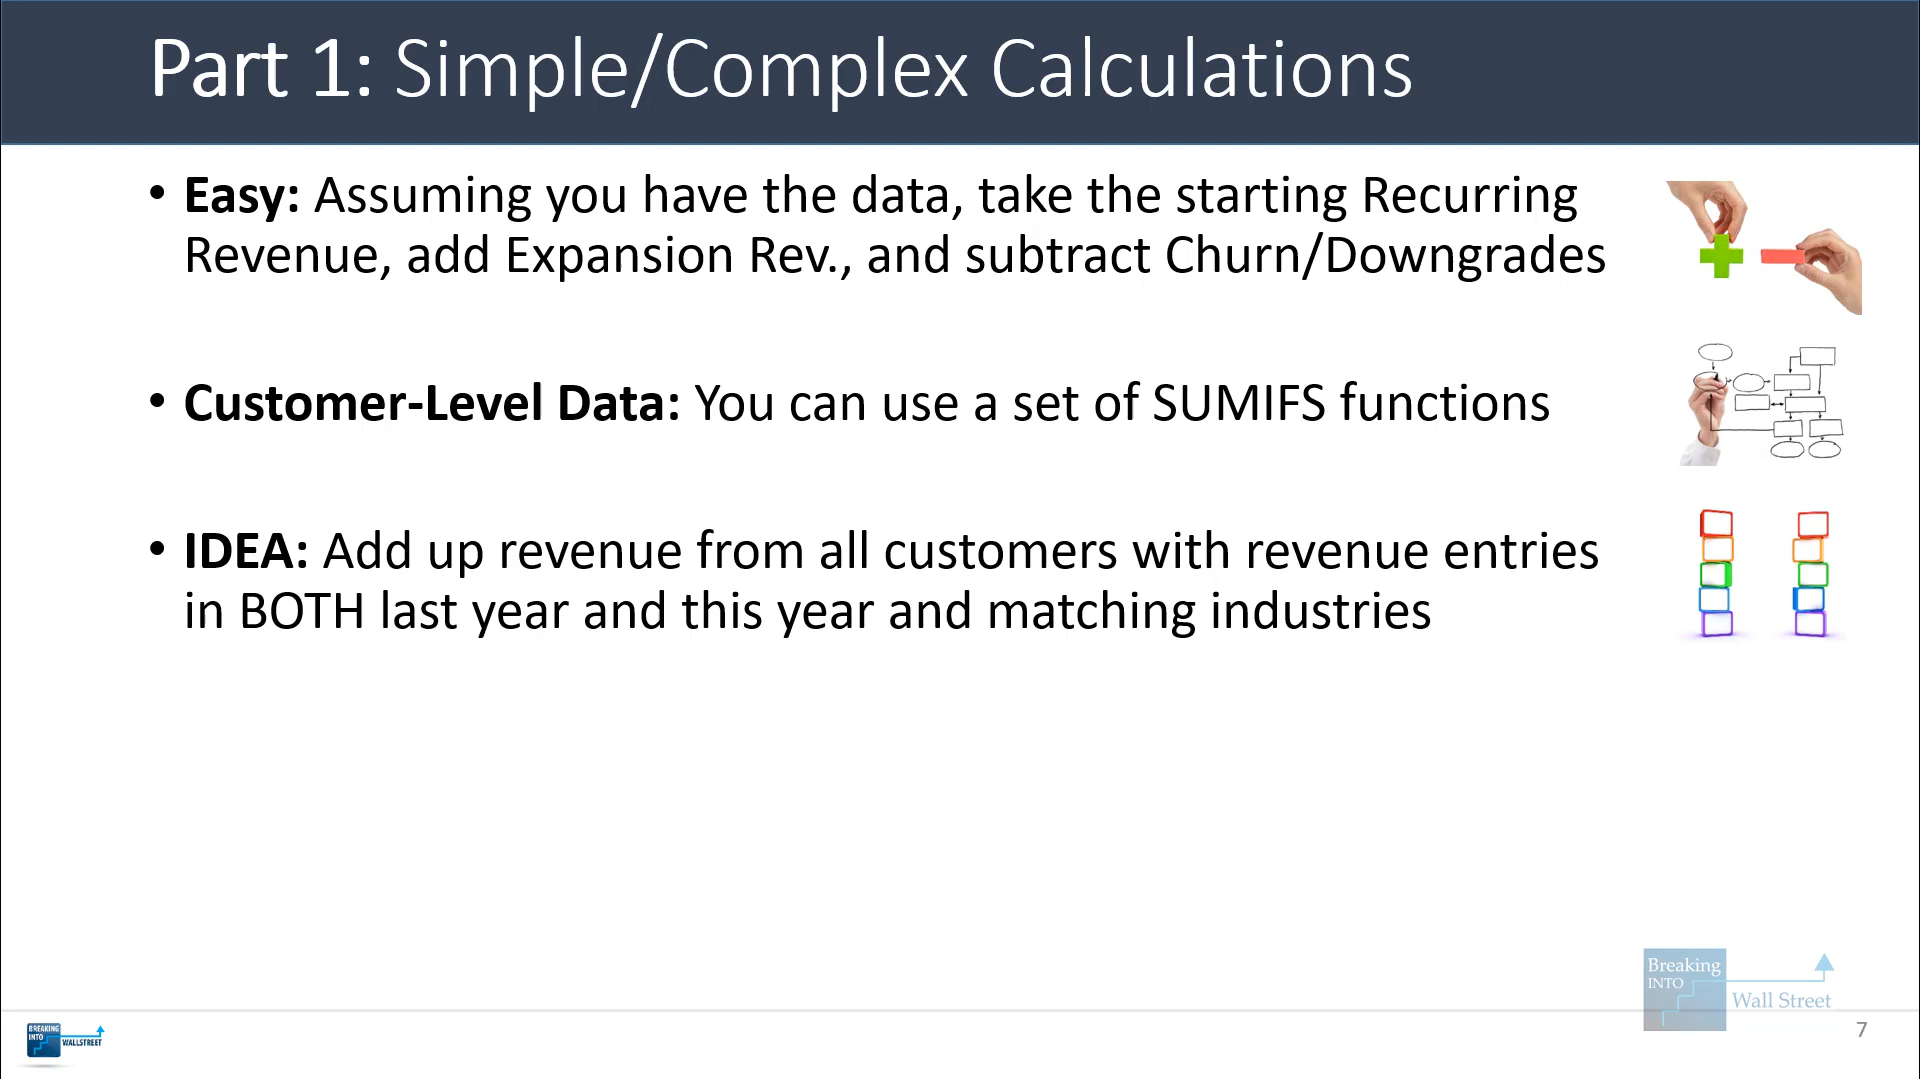 Part 1: Simple/Complex Calculations
• Easy: Assuming you have the data, take the starting Recurring
Revenue, add Expansion Rev., and subtract Churn/Downgrades
• Customer-Level Data: You can use a set of SUMIFS functions
• IDEA: Add up revenue from all customers with revenue entries
in BOTH last year and this year and matching industries
Breaking
INTO
Wall Street
BREAKING
INTO
WALLSTREET
7